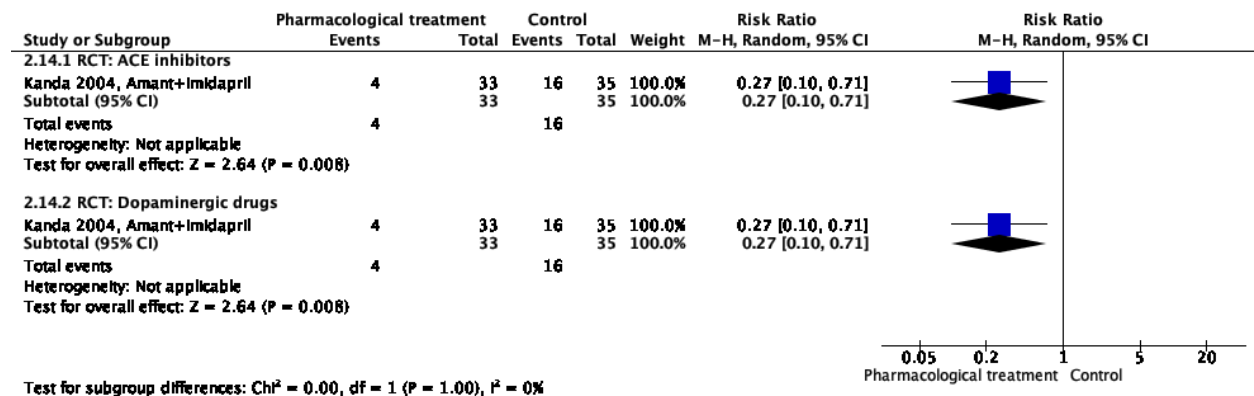 Pharmacological treatment Control Risk Ratio Risk Ratio
Study or Subgroup Events Total Events Total Weight M-H, Random, 95% CI M-H, Random, 95% CI
2.14.1 RCT: ACE inhibitors
Kanda 2004, Amant+Imidapril 4 33 16 35 100.0% 0.27 [0.10, 0.71]
Subtotal (95% CI) 33 35 100.0% 0.27 [0.10, 0.71]
Total events 4 16
Heterogeneity: Not applicable
Test for overall effect: Z = 2.64 (P = 0.008)
2.14.2 RCT: Dopaminergic drugs
Kanda 2004, Amant+Imidapril 4 33 16 35 100.0% 0.27 [0.10, 0.71]
Subtotal (95% CI) 33 35 100.0% 0.27 [0.10, 0.71]
Total events 4 16
Heterogeneity: Not applicable
Test for overall effect: Z = 2.64 (P = 0.008)
0.05 0.2 1 5 20
Pharmacological treatment Control
Test for subgroup differences: Chi² = 0.00, df = 1 (P = 1.00), I² = 0%